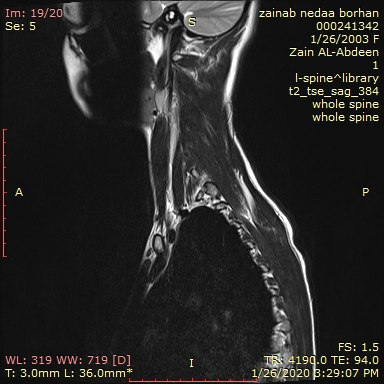 Im: 19/20
Se: 5
S
zainab nedaa borhan
000241342
1/26/2003 F
Zain AL-Abdeen
1
l-spine^library
t2_tse_sag_384
whole spine
whole spine
A
P
WL: 319 WW: 719 [D]
T: 3.0mm L: 36.0mm*
I
FS: 1.5
TR: 4190.0 TE: 94.0
1/26/2020 3:29:07 PM